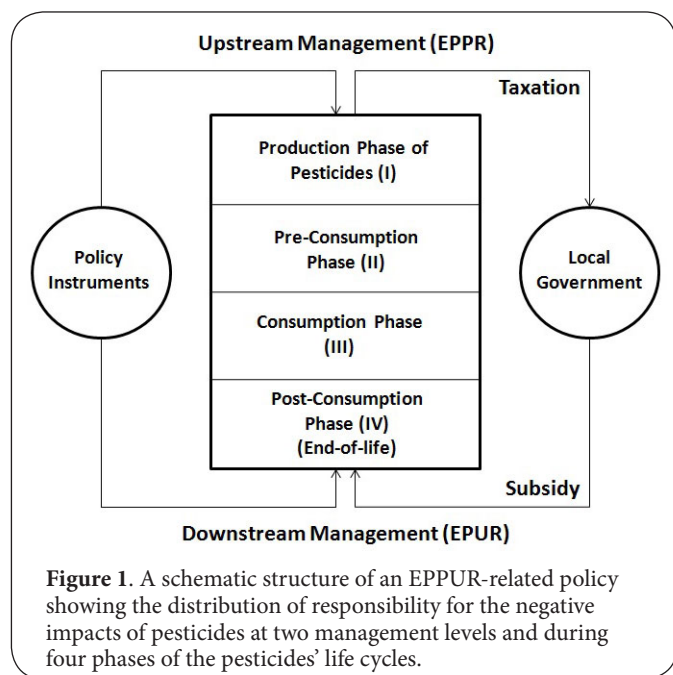 Upstream Management (EPPR)
Taxation
Production Phase of
Pesticides (I)
Pre-Consumption
Phase (II)
Policy
Instruments
Local
Government
Consumption Phase
(III)
Post-Consumption
Phase (IV)
(End-of-life)
Subsidy
Downstream Management (EPUR)
Figure 1. A schematic structure of an EPPUR-related policy
showing the distribution of responsibility for the negative
impacts of pesticides at two management levels and during
four phases of the pesticides’ life cycles.